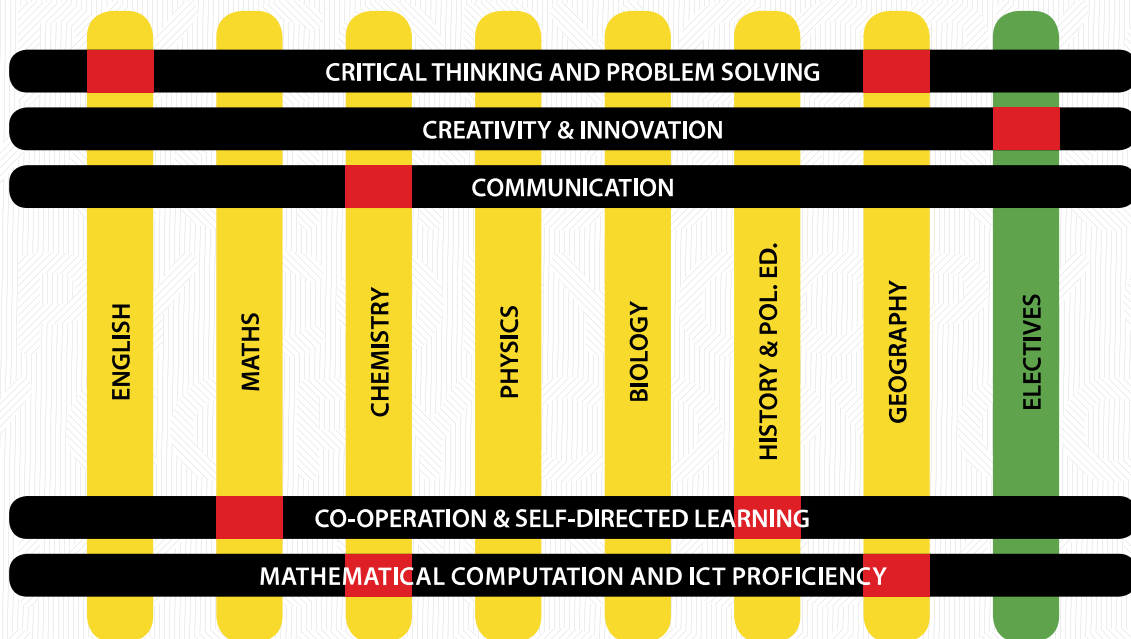 CRITICAL THINKING AND PROBLEM SOLVING
CREATIVITY & INNOVATION
COMMUNICATION
ENGLISH
MATHS
CHEMISTRY
PHYSICS
BIOLOGY
HISTORY & POL. ED.
GEOGRAPHY
ELECTIVES
CO-OPERATION & SELF-DIRECTED LEARNING
MATHEMATICAL COMPUTATION AND ICT PROFICIENCY